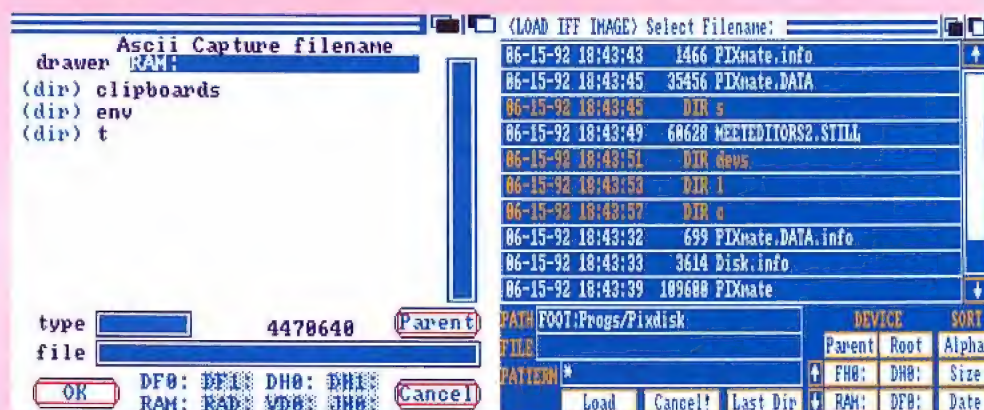 Ascii Capture filename
drawer RAM:
(dir) clipboards
(dir) env
(dir) t
type 4470640 Parent
file
OK DF0: DF1: DH0: DH1: Cancel
RAM: RAD: VD0: JH0:
(LOAD IFF IMAGE) Select Filename:
06-15-92 18:43:43 1466 PIXmate.info
06-15-92 18:43:45 35456 PIXmate.DATA
06-15-92 18:43:45 DIR s
06-15-92 18:43:49 60628 MEETEDITORS2.STILL
06-15-92 18:43:51 DIR devs
06-15-92 18:43:53 DIR l
06-15-92 18:43:57 DIR c
06-15-92 18:43:32 699 PIXmate.DATA.info
06-15-92 18:43:33 3614 Disk.info
06-15-92 18:43:39 109600 PIXmate
PATH FOOT:Progs/Pixdisk
FILE
PATTERN *
Load Cancel! Last Dir
DEVICE SORT
Parent Root Alpha
FH0: DH0: Size
RAM: DF0: Date